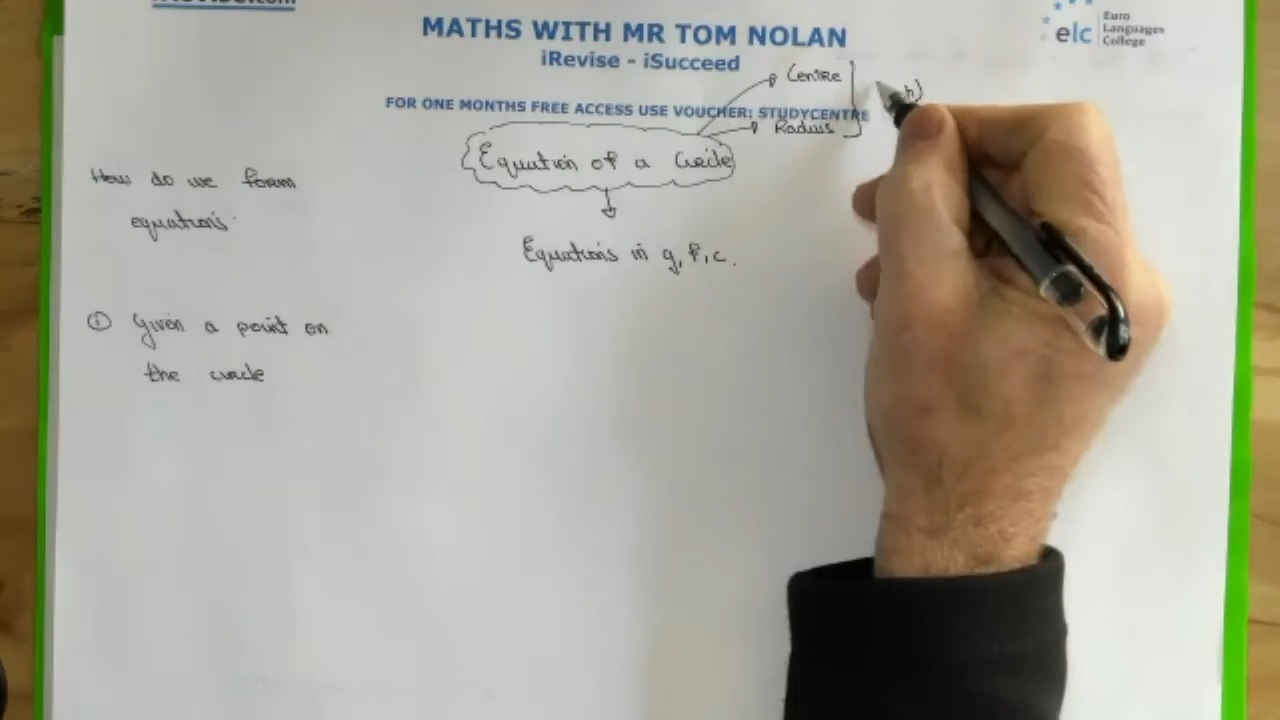 MATHS WITH MR TOM NOLAN
iRevise - iSucceed
elc Euro
Languages
College
FOR ONE MONTHS FREE ACCESS USE VOUCHER: STUDYCENTRE
Centre
Radius
Equation of a Circle
Equations in g, f, c.
How do we form
equations.
① Given a point on
the circle